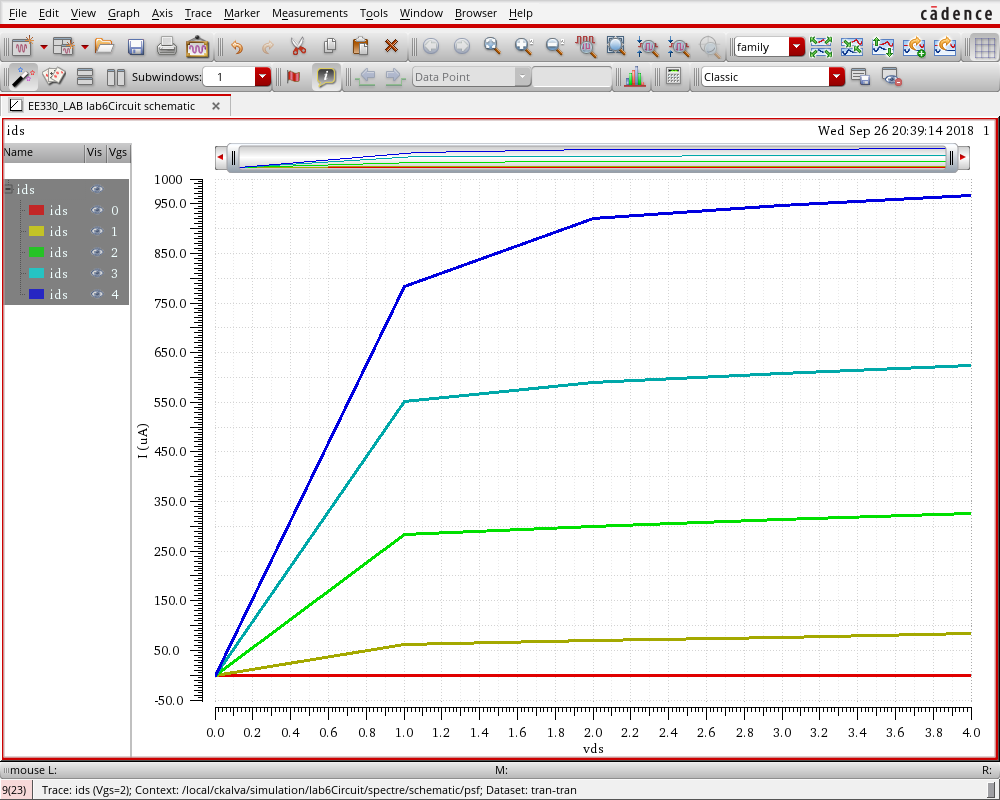 File Edit View Graph Axis Trace Marker Measurements Tools Window Browser Help
cādence
family
Subwindows: 1
Data Point
Classic
EE330_LAB lab6Circuit schematic
ids
Wed Sep 26 20:39:14 2018 1
Name Vis Vgs
ids
ids 0
ids 1
ids 2
ids 3
ids 4
1000
950.0
850.0
750.0
650.0
550.0
450.0
350.0
250.0
150.0
50.0
-50.0
I (uA)
0.0 0.2 0.4 0.6 0.8 1.0 1.2 1.4 1.6 1.8 2.0 2.2 2.4 2.6 2.8 3.0 3.2 3.4 3.6 3.8 4.0
vds
mouse L: M: R:
9(23) Trace: ids (Vgs=2); Context: /local/ckalva/simulation/lab6Circuit/spectre/schematic/psf; Dataset: tran-tran